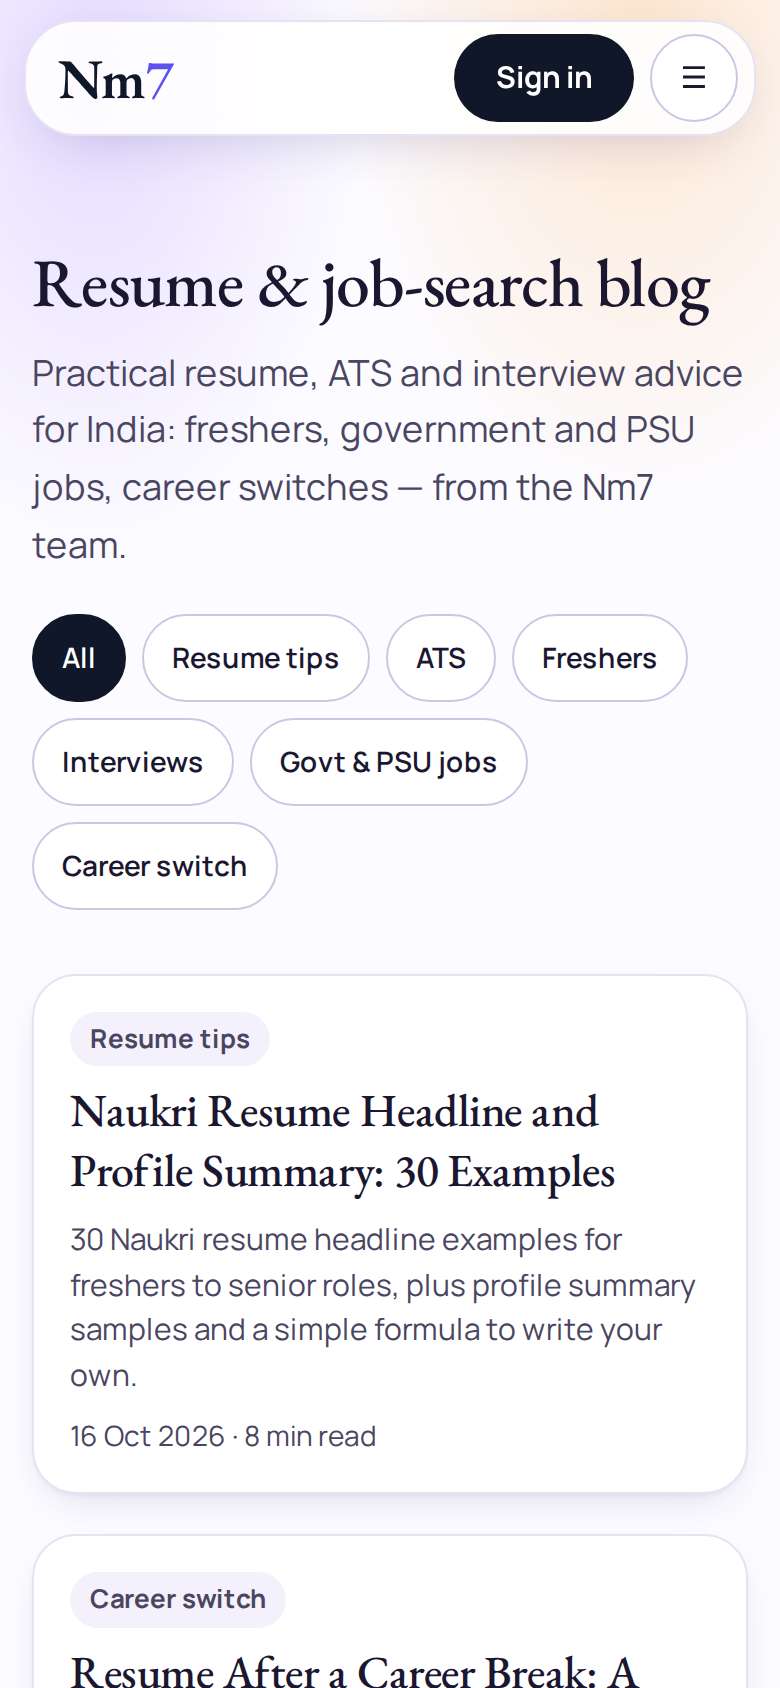 Nm7
Sign in
☰
Resume & job-search blog
Practical resume, ATS and interview advice
for India: freshers, government and PSU
jobs, career switches — from the Nm7
team.
All
Resume tips
ATS
Freshers
Interviews
Govt & PSU jobs
Career switch
Resume tips
Naukri Resume Headline and
Profile Summary: 30 Examples
30 Naukri resume headline examples for
freshers to senior roles, plus profile summary
samples and a simple formula to write your
own.
16 Oct 2026 · 8 min read
Career switch
Resume After a Career Break: A